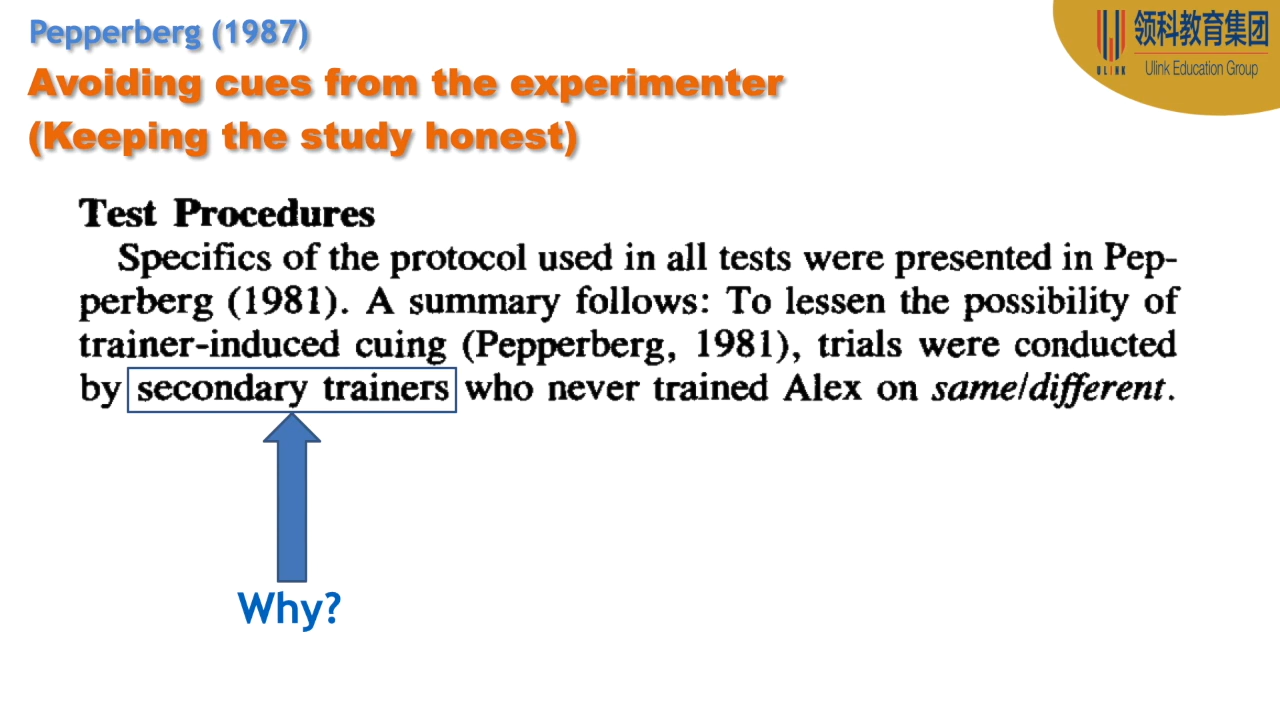 Pepperberg (1987)
领科教育集团
ULINK
Ulink Education Group
Avoiding cues from the experimenter
(Keeping the study honest)
Test Procedures
Specifics of the protocol used in all tests were presented in Pep-
perberg (1981). A summary follows: To lessen the possibility of
trainer-induced cuing (Pepperberg, 1981), trials were conducted
by secondary trainers who never trained Alex on same/different.
Why?